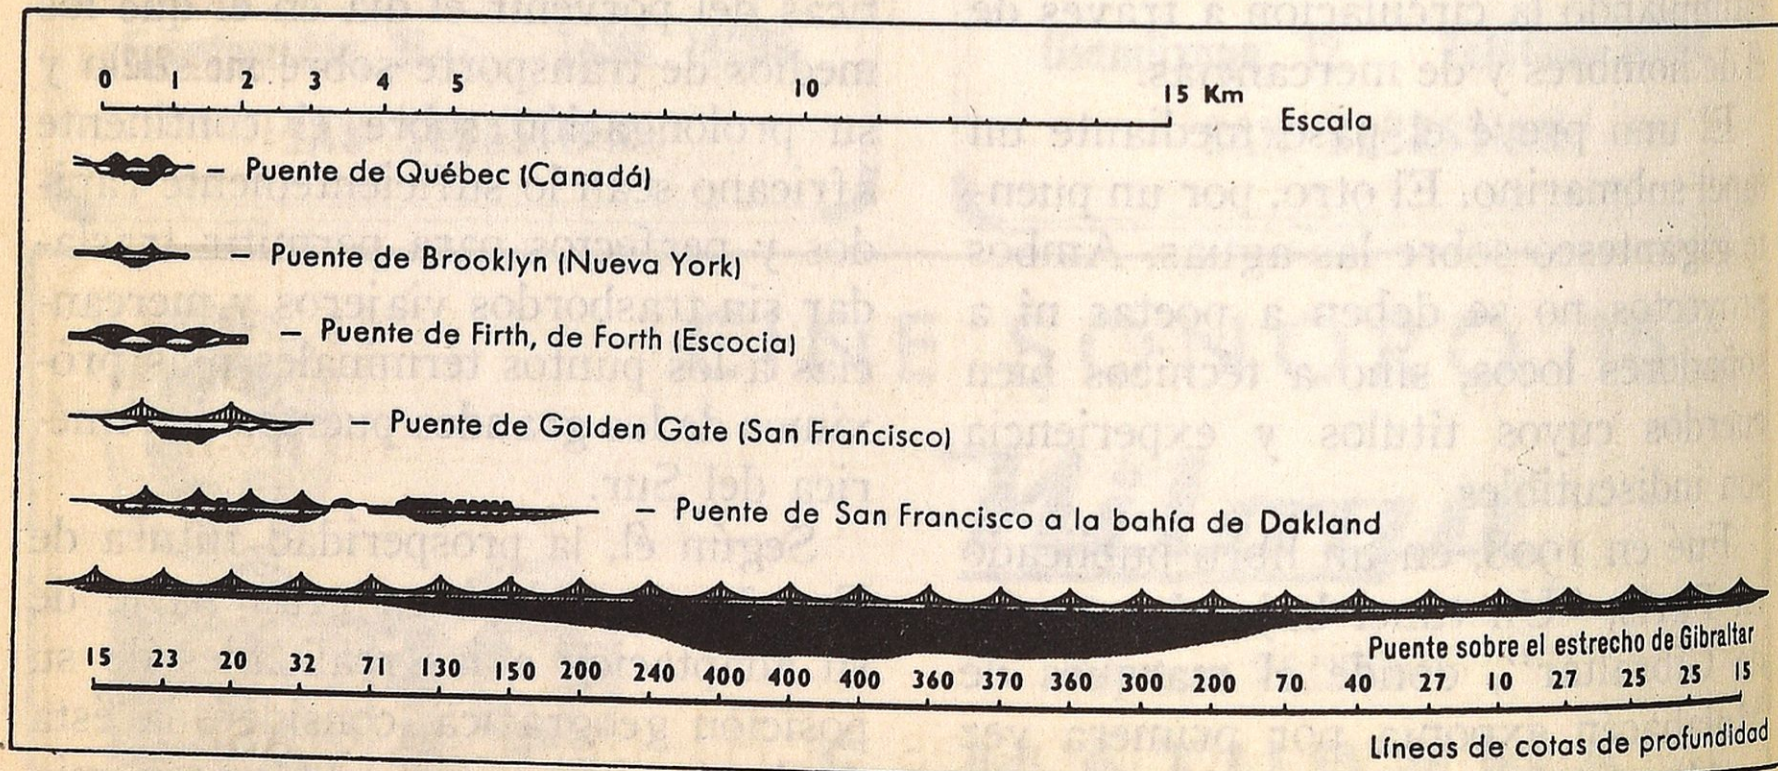 0 1 2 3 4 5 10 15 Km
Escala
— Puente de Québec (Canadá)
— Puente de Brooklyn (Nueva York)
— Puente de Firth, de Forth (Escocia)
— Puente de Golden Gate (San Francisco)
— Puente de San Francisco a la bahía de Dakland
Puente sobre el estrecho de Gibraltar
15 23 20 32 71 130 150 200 240 400 400 400 360 370 360 300 200 70 40 27 10 27 25 25 15
Líneas de cotas de profundidad